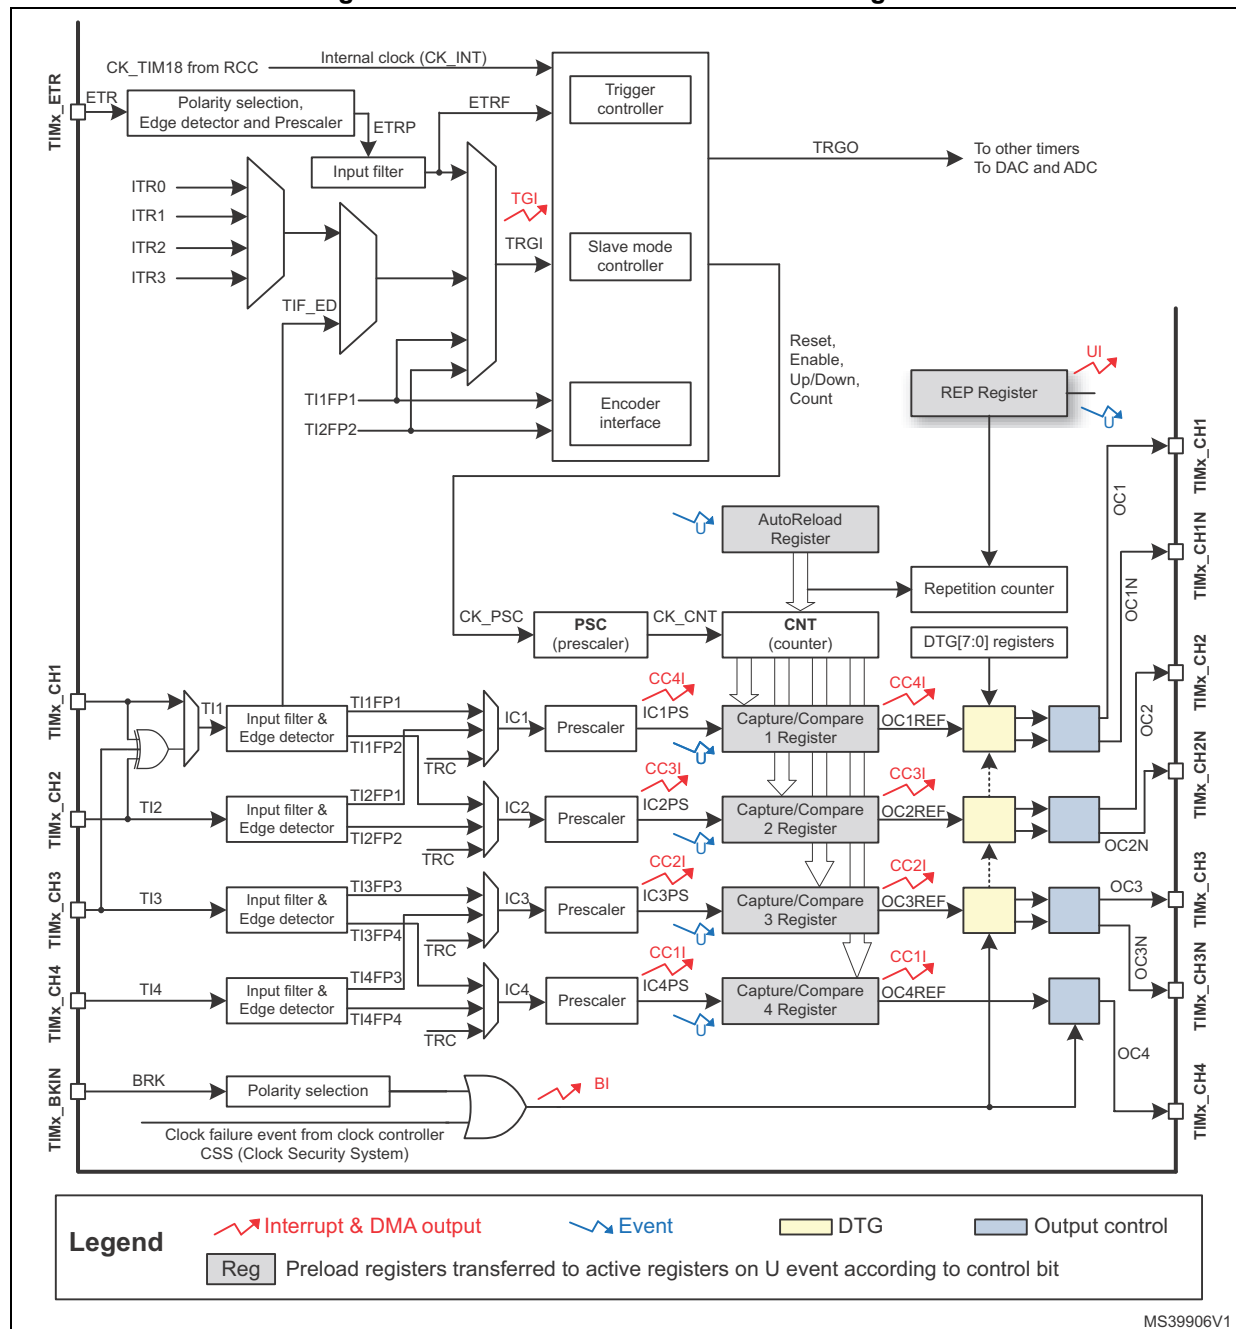 CK_TIM18 from RCC
Internal clock (CK_INT)
TIMx_ETR
ETR
Polarity selection,
Edge detector and Prescaler
ETRP
ETRF
Input filter
Trigger
controller
TRGO
To other timers
To DAC and ADC
ITR0
ITR1
ITR2
ITR3
TGI
TRGI
Slave mode
controller
TIF_ED
Reset,
Enable,
Up/Down,
Count
TI1FP1
TI2FP2
Encoder
interface
UI
REP Register
U
U
AutoReload
Register
Repetition counter
CK_PSC
PSC
(prescaler)
CK_CNT
CNT
(counter)
DTG[7:0] registers
TIMx_CH1
TI1
Input filter &
Edge detector
TI1FP1
TI1FP2
TRC
IC1
Prescaler
CC4I
IC1PS
U
Capture/Compare
1 Register
CC4I
OC1REF
OC1
OC1N
TIMx_CH1
TIMx_CH1N
TIMx_CH2
TI2
Input filter &
Edge detector
TI2FP1
TI2FP2
TRC
IC2
Prescaler
CC3I
IC2PS
U
Capture/Compare
2 Register
CC3I
OC2REF
OC2
OC2N
TIMx_CH2
TIMx_CH2N
TIMx_CH3
TI3
Input filter &
Edge detector
TI3FP3
TI3FP4
TRC
IC3
Prescaler
CC2I
IC3PS
U
Capture/Compare
3 Register
CC2I
OC3REF
OC3
OC3N
TIMx_CH3
TIMx_CH3N
TIMx_CH4
TI4
Input filter &
Edge detector
TI4FP3
TI4FP4
TRC
IC4
Prescaler
CC1I
IC4PS
U
Capture/Compare
4 Register
CC1I
OC4REF
OC4
TIMx_CH4
TIMx_BKIN
BRK
Polarity selection
BI
Clock failure event from clock controller
CSS (Clock Security System)
Legend
Interrupt & DMA output
Event
DTG
Output control
Reg
Preload registers transferred to active registers on U event according to control bit
MS39906V1